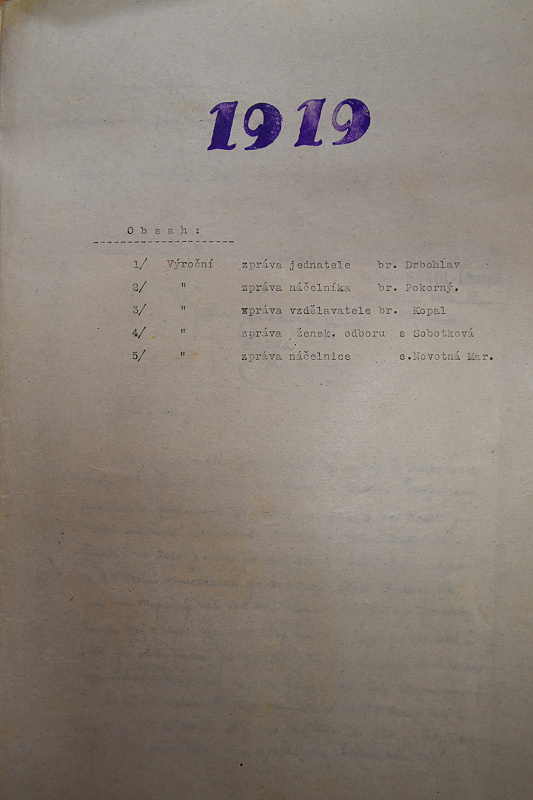 1919
O b s a h :
1/ Výroční zpráva jednatele br. Drbohlav
2/ " zpráva náčelníka br. Pokorný.
3/ " zpráva vzdělavatele br. Kopal
4/ " zpráva žensk. odboru s Sobotková
5/ " zpráva náčelnice s.Novotná Mar.